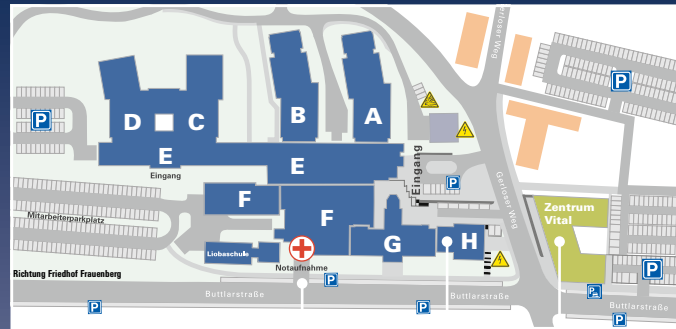 Gerloser Weg
P
P
B
A
D
C
E
E
Eingang
Eingang
P
Gerloser Weg
F
F
Zentrum
Vital
Mitarbeiterparkplatz
G
H
Liobaschule
Notaufnahme
P
Richtung Friedhof Frauenberg
P
P
Buttlarstraße
Buttlarstraße
Buttlarstraße
P
P
P
P